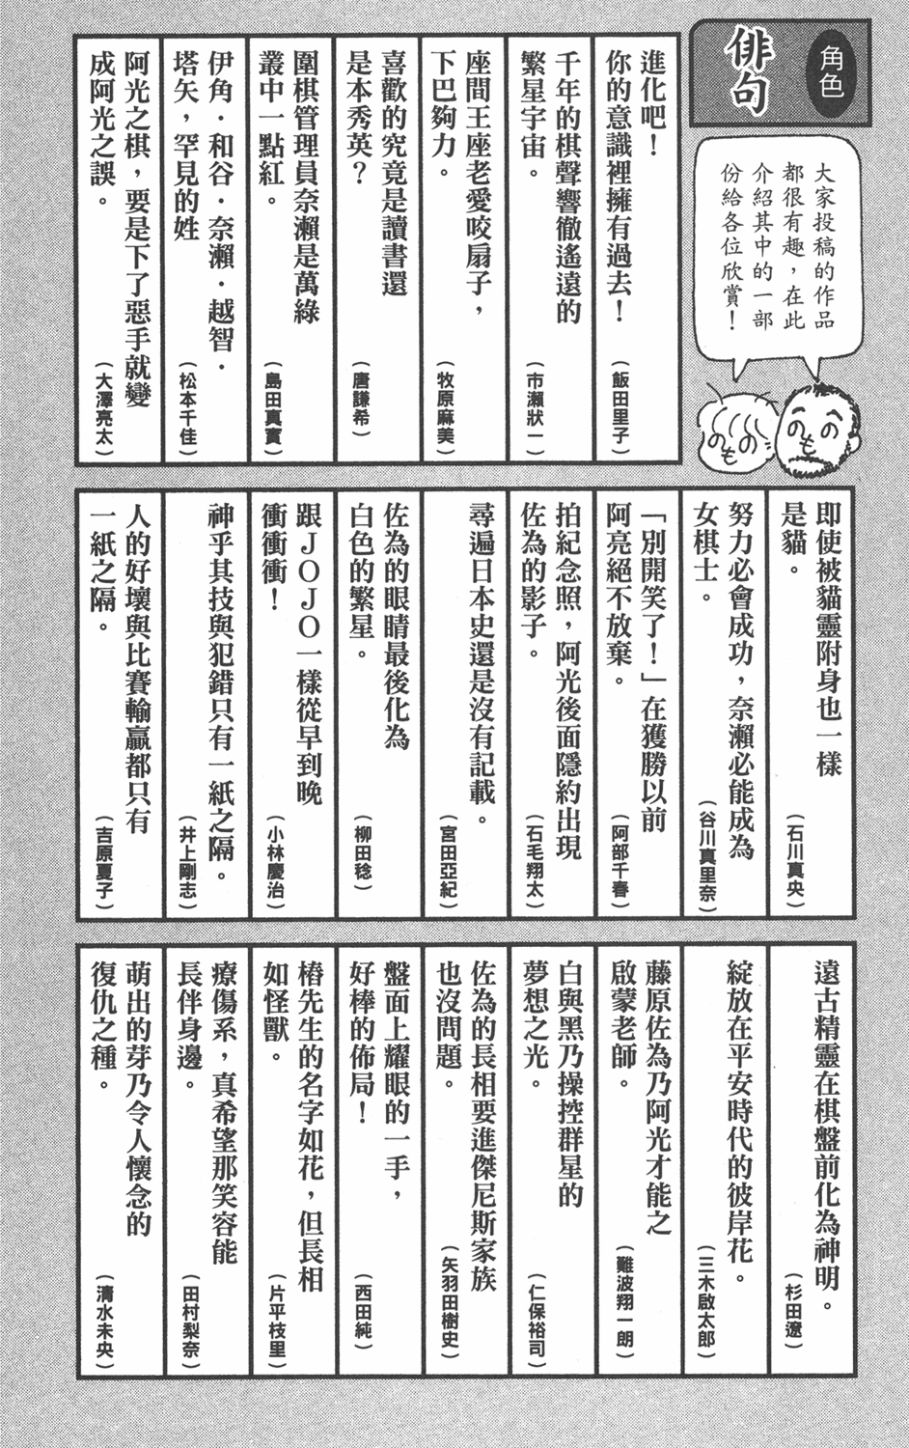 角色
俳句
大家投稿的作品
都很有趣，在此
介紹其中的一部
份給各位欣賞！
進化吧！
你的意識裡擁有過去！
（飯田里子）
千年的棋聲響徹遙遠的
繁星宇宙。
（市瀨狀一）
座間王座老愛咬扇子，
下巴夠力。
（牧原麻美）
喜歡的究竟是讀書還
是本秀英？
（唐謙希）
圍棋管理員奈瀨是萬綠
叢中一點紅。
（島田真實）
伊角．和谷．奈瀨．越智．
塔矢，罕見的姓
（松本千佳）
阿光之棋，要是下了惡手就變
成阿光之誤。
（大澤亮太）
即使被貓靈附身也一樣
是貓。
（石川真央）
努力必會成功，奈瀨必能成為
女棋士。
（谷川真里奈）
「別開笑了！」在獲勝以前
阿亮絕不放棄。
（阿部千春）
拍紀念照，阿光後面隱約出現
佐為的影子。
（石毛翔太）
尋遍日本史還是沒有記載。
（宮田亞紀）
佐為的眼睛最後化為
白色的繁星。
（柳田稔）
跟ＪＯＪＯ一樣從早到晚
衝衝衝！
（小林慶治）
神乎其技與犯錯只有一紙之隔。
（井上剛志）
人的好壞與比賽輸贏都只有
一紙之隔。
（吉原夏子）
遠古精靈在棋盤前化為神明。
（杉田遼）
綻放在平安時代的彼岸花。
（三木啟太郎）
藤原佐為乃阿光才能之
啟蒙老師。
（難波翔一朗）
白與黑乃操控群星的
夢想之光。
（仁保裕司）
佐為的長相要進傑尼斯家族
也沒問題。
（矢羽田樹史）
盤面上耀眼的一手，
好棒的佈局！
（西田純）
樁先生的名字如花，但長相
如怪獸。
（片平枝里）
療傷系，真希望那笑容能
長伴身邊。
（田村梨奈）
萌出的芽乃令人懷念的
復仇之種。
（清水未央）